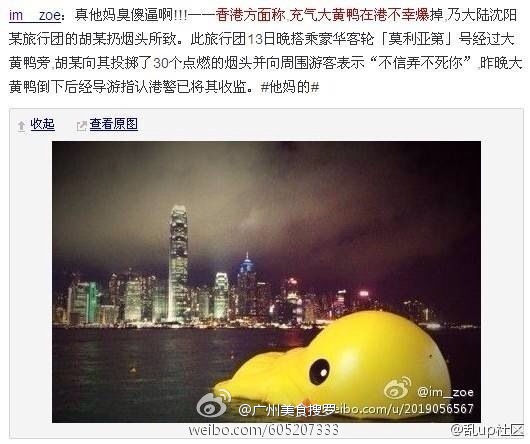 im__zoe：真他妈臭傻逼啊!!!——香港方面称,充气大黄鸭在港不幸爆掉,乃大陆沈阳
某旅行团的胡某扔烟头所致。此旅行团13日晚搭乘豪华客轮「莫利亚第」号经过大
黄鸭旁,胡某向其投掷了30个点燃的烟头并向周围游客表示“不信弄不死你”,昨晚大
黄鸭倒下后经导游指认港警已将其收监。#他妈的#
收起 查看原图
@im__zoe
@广州美食搜罗
weibo.com/u/2019056567
weibo.com/605207333
@乱up社区